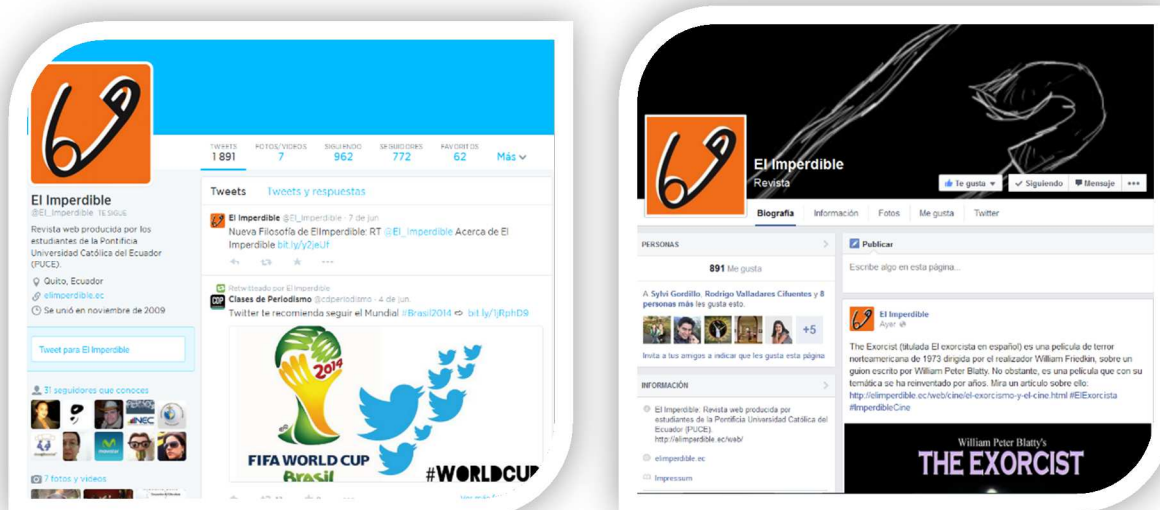 TWEETS
1 891
FOTOS/VIDEOS
7
SIGUIENDO
962
SEGUIDORES
772
FAVORITOS
62
Más
El Imperdible
@El_Imperdible TE SIGUE
Revista web producida por los
estudiantes de la Pontificia
Universidad Católica del Ecuador
(PUCE).
Quito, Ecuador
elimperdible.ec
Se unió en noviembre de 2009
Tweet para El Imperdible
31 seguidores que conoces
7 fotos y videos
Tweets Tweets y respuestas
El Imperdible @El_Imperdible · 7 de jun
Nueva Filosofía de ElImperdible: RT @El_Imperdible Acerca de El
Imperdible bit.ly/y2jeUf
Retwitteado por El Imperdible
Clases de Periodismo @cdperiodismo · 4 de jun.
Twitter te recomienda seguir el Mundial #Brasil2014 bit.ly/1jRphD9
CDP
2014
FIFA WORLD CUP
Brasil
#WORLDCUP
El Imperdible
Revista
Te gusta
Siguiendo
Mensaje
Biografía Información Fotos Me gusta Twitter
PERSONAS
891 Me gusta
A Sylvi Gordillo, Rodrigo Valladares Cifuentes y 8
personas más les gusta esto.
+5
Invita a tus amigos a indicar que les gusta esta página
INFORMACIÓN
El Imperdible: Revista web producida por
estudiantes de la Pontificia Universidad Católica del
Ecuador (PUCE).
http://elimperdible.ec/web/
elimperdible.ec
Impressum
Publicar
Escribe algo en esta página...
El Imperdible
Ayer
The Exorcist (titulada El exorcista en español) es una película de terror
norteamericana de 1973 dirigida por el realizador William Friedkin, sobre un
guion escrito por William Peter Blatty. No obstante, es una película que con su
temática se ha reinventado por años. Mira un artículo sobre ello:
http://elimperdible.ec/web/cine/el-exorcismo-y-el-cine.html #ElExorcista
#ImperdibleCine
William Peter Blatty's
THE EXORCIST